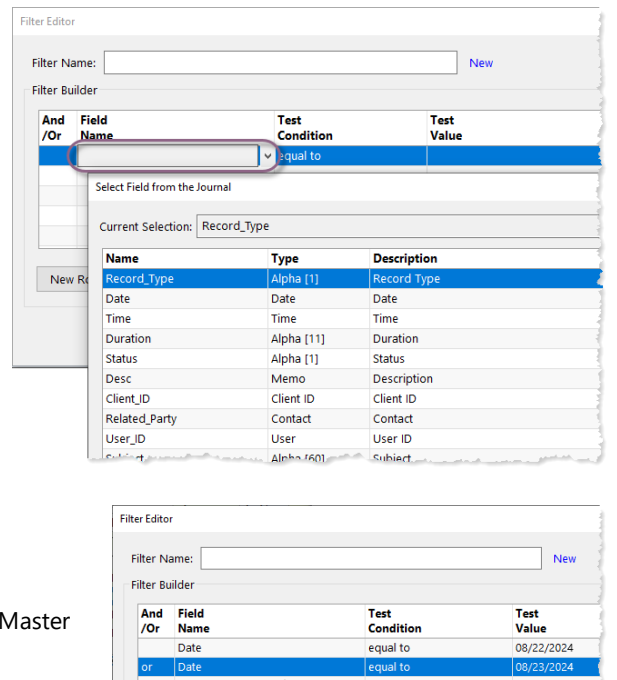 Filter Editor
Filter Name: New
Filter Builder
And /Or Field Name Test Condition Test Value
equal to
Select Field from the Journal
Current Selection: Record_Type
Name Type Description
New
Record_Type Alpha [1] Record Type
Date Date Date
Time Time Time
Duration Alpha [11] Duration
Status Alpha [1] Status
Desc Memo Description
Client_ID Client ID Client ID
Related_Party Contact Contact
User_ID User User ID
Subject Alpha [60] Subject
Filter Editor
Filter Name: New
Filter Builder
Master
And /Or Field Name Test Condition Test Value
Date equal to 08/22/2024
or Date equal to 08/23/2024